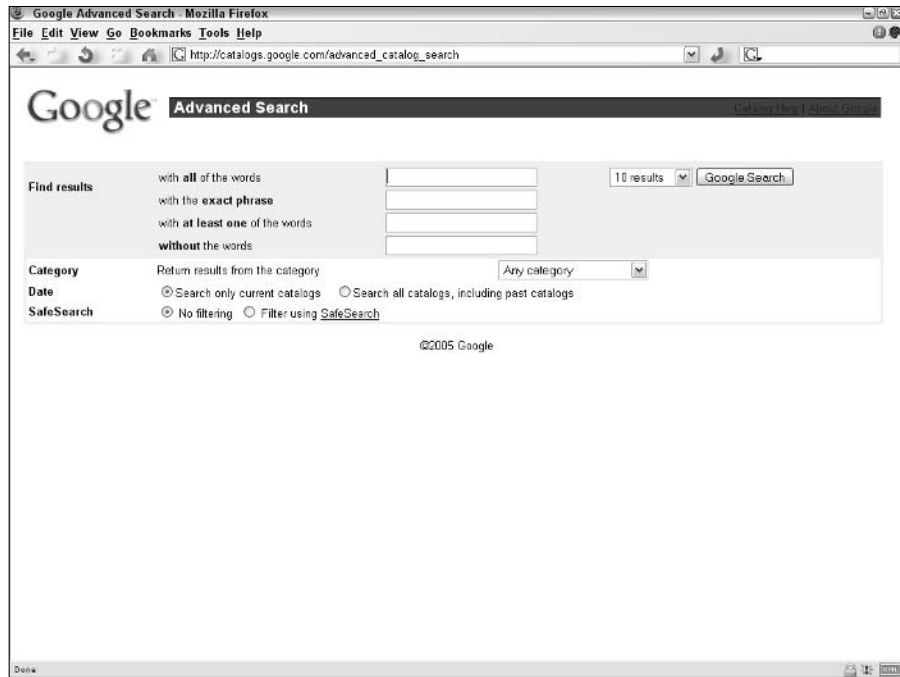 Google Advanced Search - Mozilla Firefox
File Edit View Go Bookmarks Tools Help
http://catalogs.google.com/advanced_catalog_search
Google Advanced Search Catalog Help | About Google
Find results with all of the words 10 results Google Search
with the exact phrase
with at least one of the words
without the words
Category Return results from the category Any category
Date Search only current catalogs Search all catalogs, including past catalogs
SafeSearch No filtering Filter using SafeSearch
©2005 Google
Done